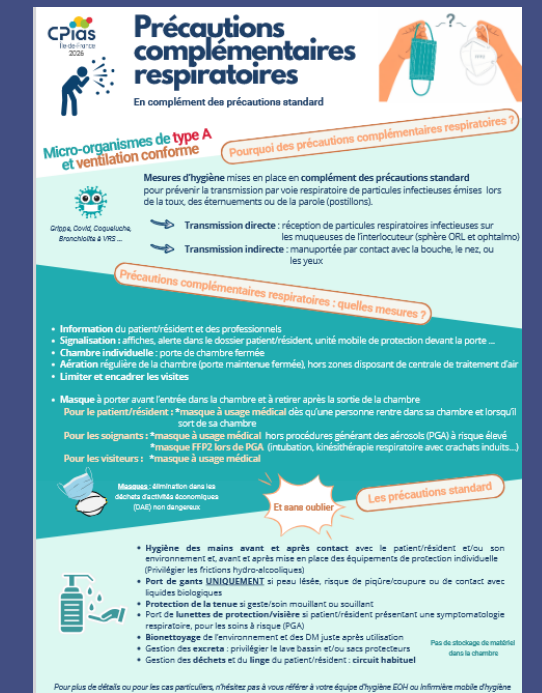 CPias
Île-de-France
2026
Précautions
complémentaires
respiratoires
En complément des précautions standard
?
Micro-organismes de type A
et ventilation conforme
Pourquoi des précautions complémentaires respiratoires ?
Mesures d'hygiène mises en place en complément des précautions standard
pour prévenir la transmission par voie respiratoire de particules infectieuses émises lors
de la toux, des éternuements ou de la parole (postillons).
Grippe, Covid, Coqueluche,
Bronchiolite à VRS ...
Transmission directe : réception de particules respiratoires infectieuses sur
les muqueuses de l'interlocuteur (sphère ORL et ophtalmo)
Transmission indirecte : manuportée par contact avec la bouche, le nez, ou
les yeux
Précautions complémentaires respiratoires : quelles mesures ?
• Information du patient/résident et des professionnels
• Signalisation : affiches, alerte dans le dossier patient/résident, unité mobile de protection devant la porte ...
• Chambre individuelle : porte de chambre fermée
• Aération régulière de la chambre (porte maintenue fermée), hors zones disposant de centrale de traitement d'air
• Limiter et encadrer les visites
• Masque à porter avant l'entrée dans la chambre et à retirer après la sortie de la chambre
Pour le patient/résident : *masque à usage médical dès qu'une personne rentre dans sa chambre et lorsqu'il
sort de sa chambre
Pour les soignants : *masque à usage médical hors procédures générant des aérosols (PGA) à risque élevé
*masque FFP2 lors de PGA (intubation, kinésithérapie respiratoire avec crachats induits...)
Pour les visiteurs : *masque à usage médical
Masques : élimination dans les
déchets d'activités économiques
(DAE) non dangereux
Et sans oublier
Les précautions standard
• Hygiène des mains avant et après contact avec le patient/résident et/ou son
environnement et, avant et après mise en place des équipements de protection individuelle
(Privilégier les frictions hydro-alcooliques)
• Port de gants UNIQUEMENT si peau lésée, risque de piqûre/coupure ou de contact avec
liquides biologiques
• Protection de la tenue si geste/soin mouillant ou souillant
• Port de lunettes de protection/visière si patient/résident présentant une symptomatologie
respiratoire, pour les soins à risque (PGA)
• Bionettoyage de l'environnement et des DM juste après utilisation
• Gestion des excreta : privilégier le lave bassin et/ou sacs protecteurs
• Gestion des déchets et du linge du patient/résident : circuit habituel
Pas de stockage de matériel
dans la chambre
Pour plus de détails ou pour les cas particuliers, n'hésitez pas à vous référer à votre équipe d'hygiène EOH ou Infirmière mobile d'hygiène